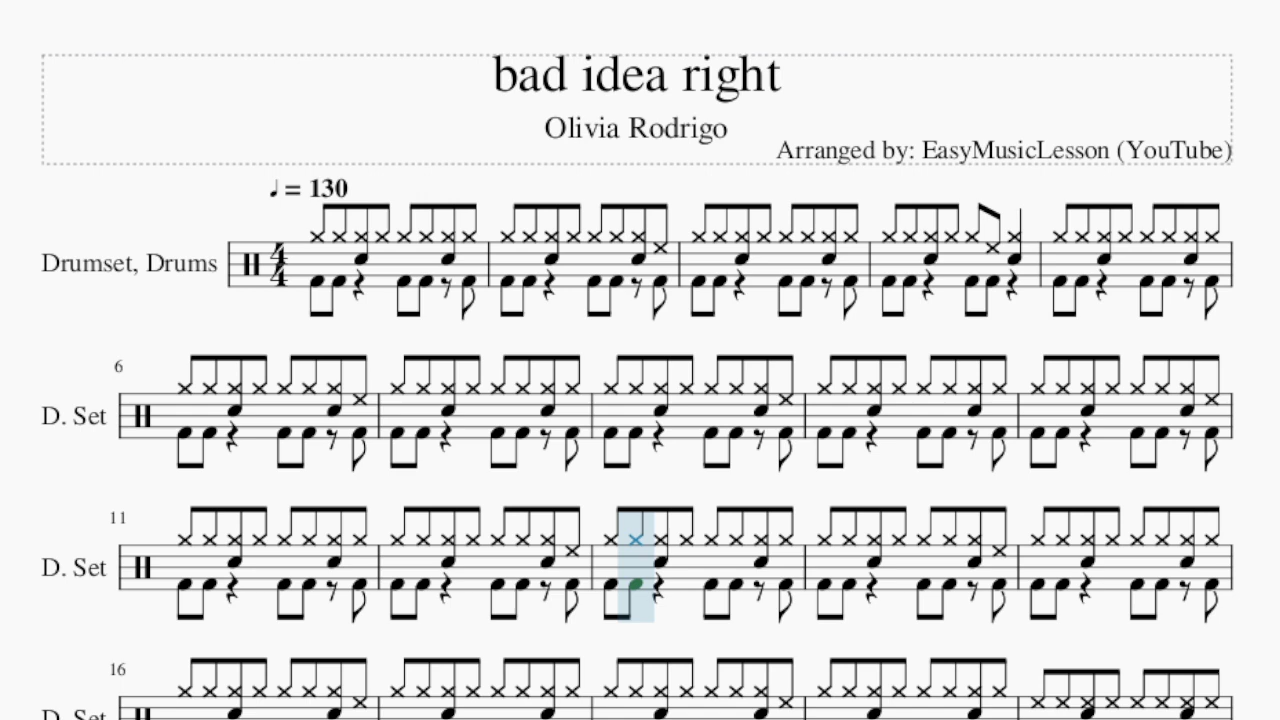 bad idea right
Olivia Rodrigo
Arranged by: EasyMusicLesson (YouTube)
♩ = 130
Drumset, Drums
4
4
6
D. Set
11
D. Set
16
D. Set